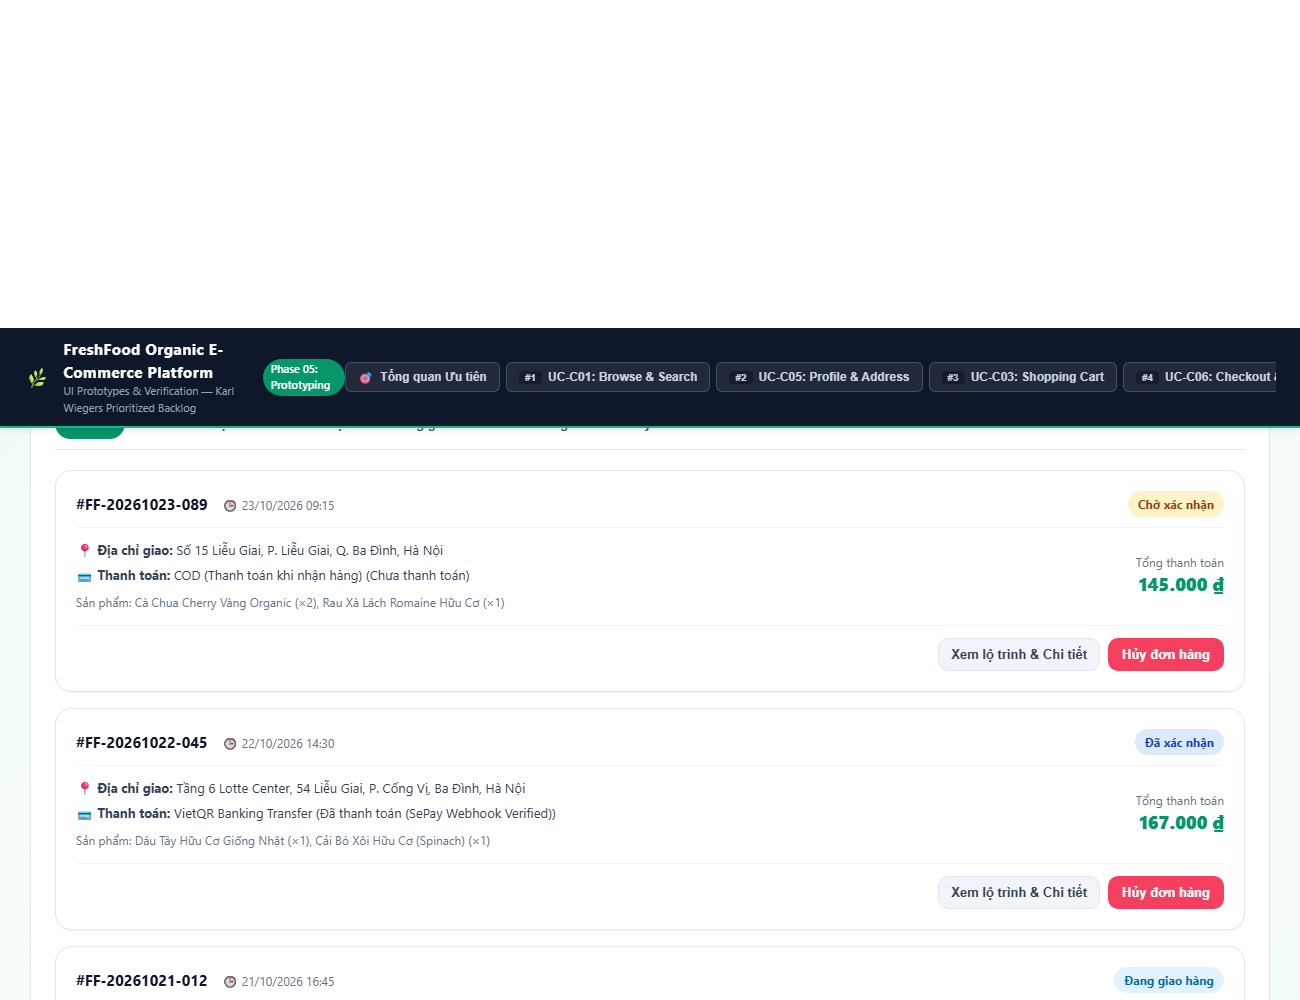 FreshFood Organic E-
Commerce Platform
UI Prototypes & Verification — Karl
Wiegers Prioritized Backlog
Phase 05:
Prototyping
Tổng quan Ưu tiên
#1 UC-C01: Browse & Search
#2 UC-C05: Profile & Address
#3 UC-C03: Shopping Cart
#4 UC-C06: Checkout
#FF-20261023-089 23/10/2026 09:15
Chờ xác nhận
Địa chỉ giao: Số 15 Liễu Giai, P. Liễu Giai, Q. Ba Đình, Hà Nội
Thanh toán: COD (Thanh toán khi nhận hàng) (Chưa thanh toán)
Sản phẩm: Cà Chua Cherry Vàng Organic (×2), Rau Xà Lách Romaine Hữu Cơ (×1)
Tổng thanh toán
145.000 ₫
Xem lộ trình & Chi tiết
Hủy đơn hàng
#FF-20261022-045 22/10/2026 14:30
Đã xác nhận
Địa chỉ giao: Tầng 6 Lotte Center, 54 Liễu Giai, P. Cống Vị, Ba Đình, Hà Nội
Thanh toán: VietQR Banking Transfer (Đã thanh toán (SePay Webhook Verified))
Sản phẩm: Dâu Tây Hữu Cơ Giống Nhật (×1), Cải Bó Xôi Hữu Cơ (Spinach) (×1)
Tổng thanh toán
167.000 ₫
Xem lộ trình & Chi tiết
Hủy đơn hàng
#FF-20261021-012 21/10/2026 16:45
Đang giao hàng